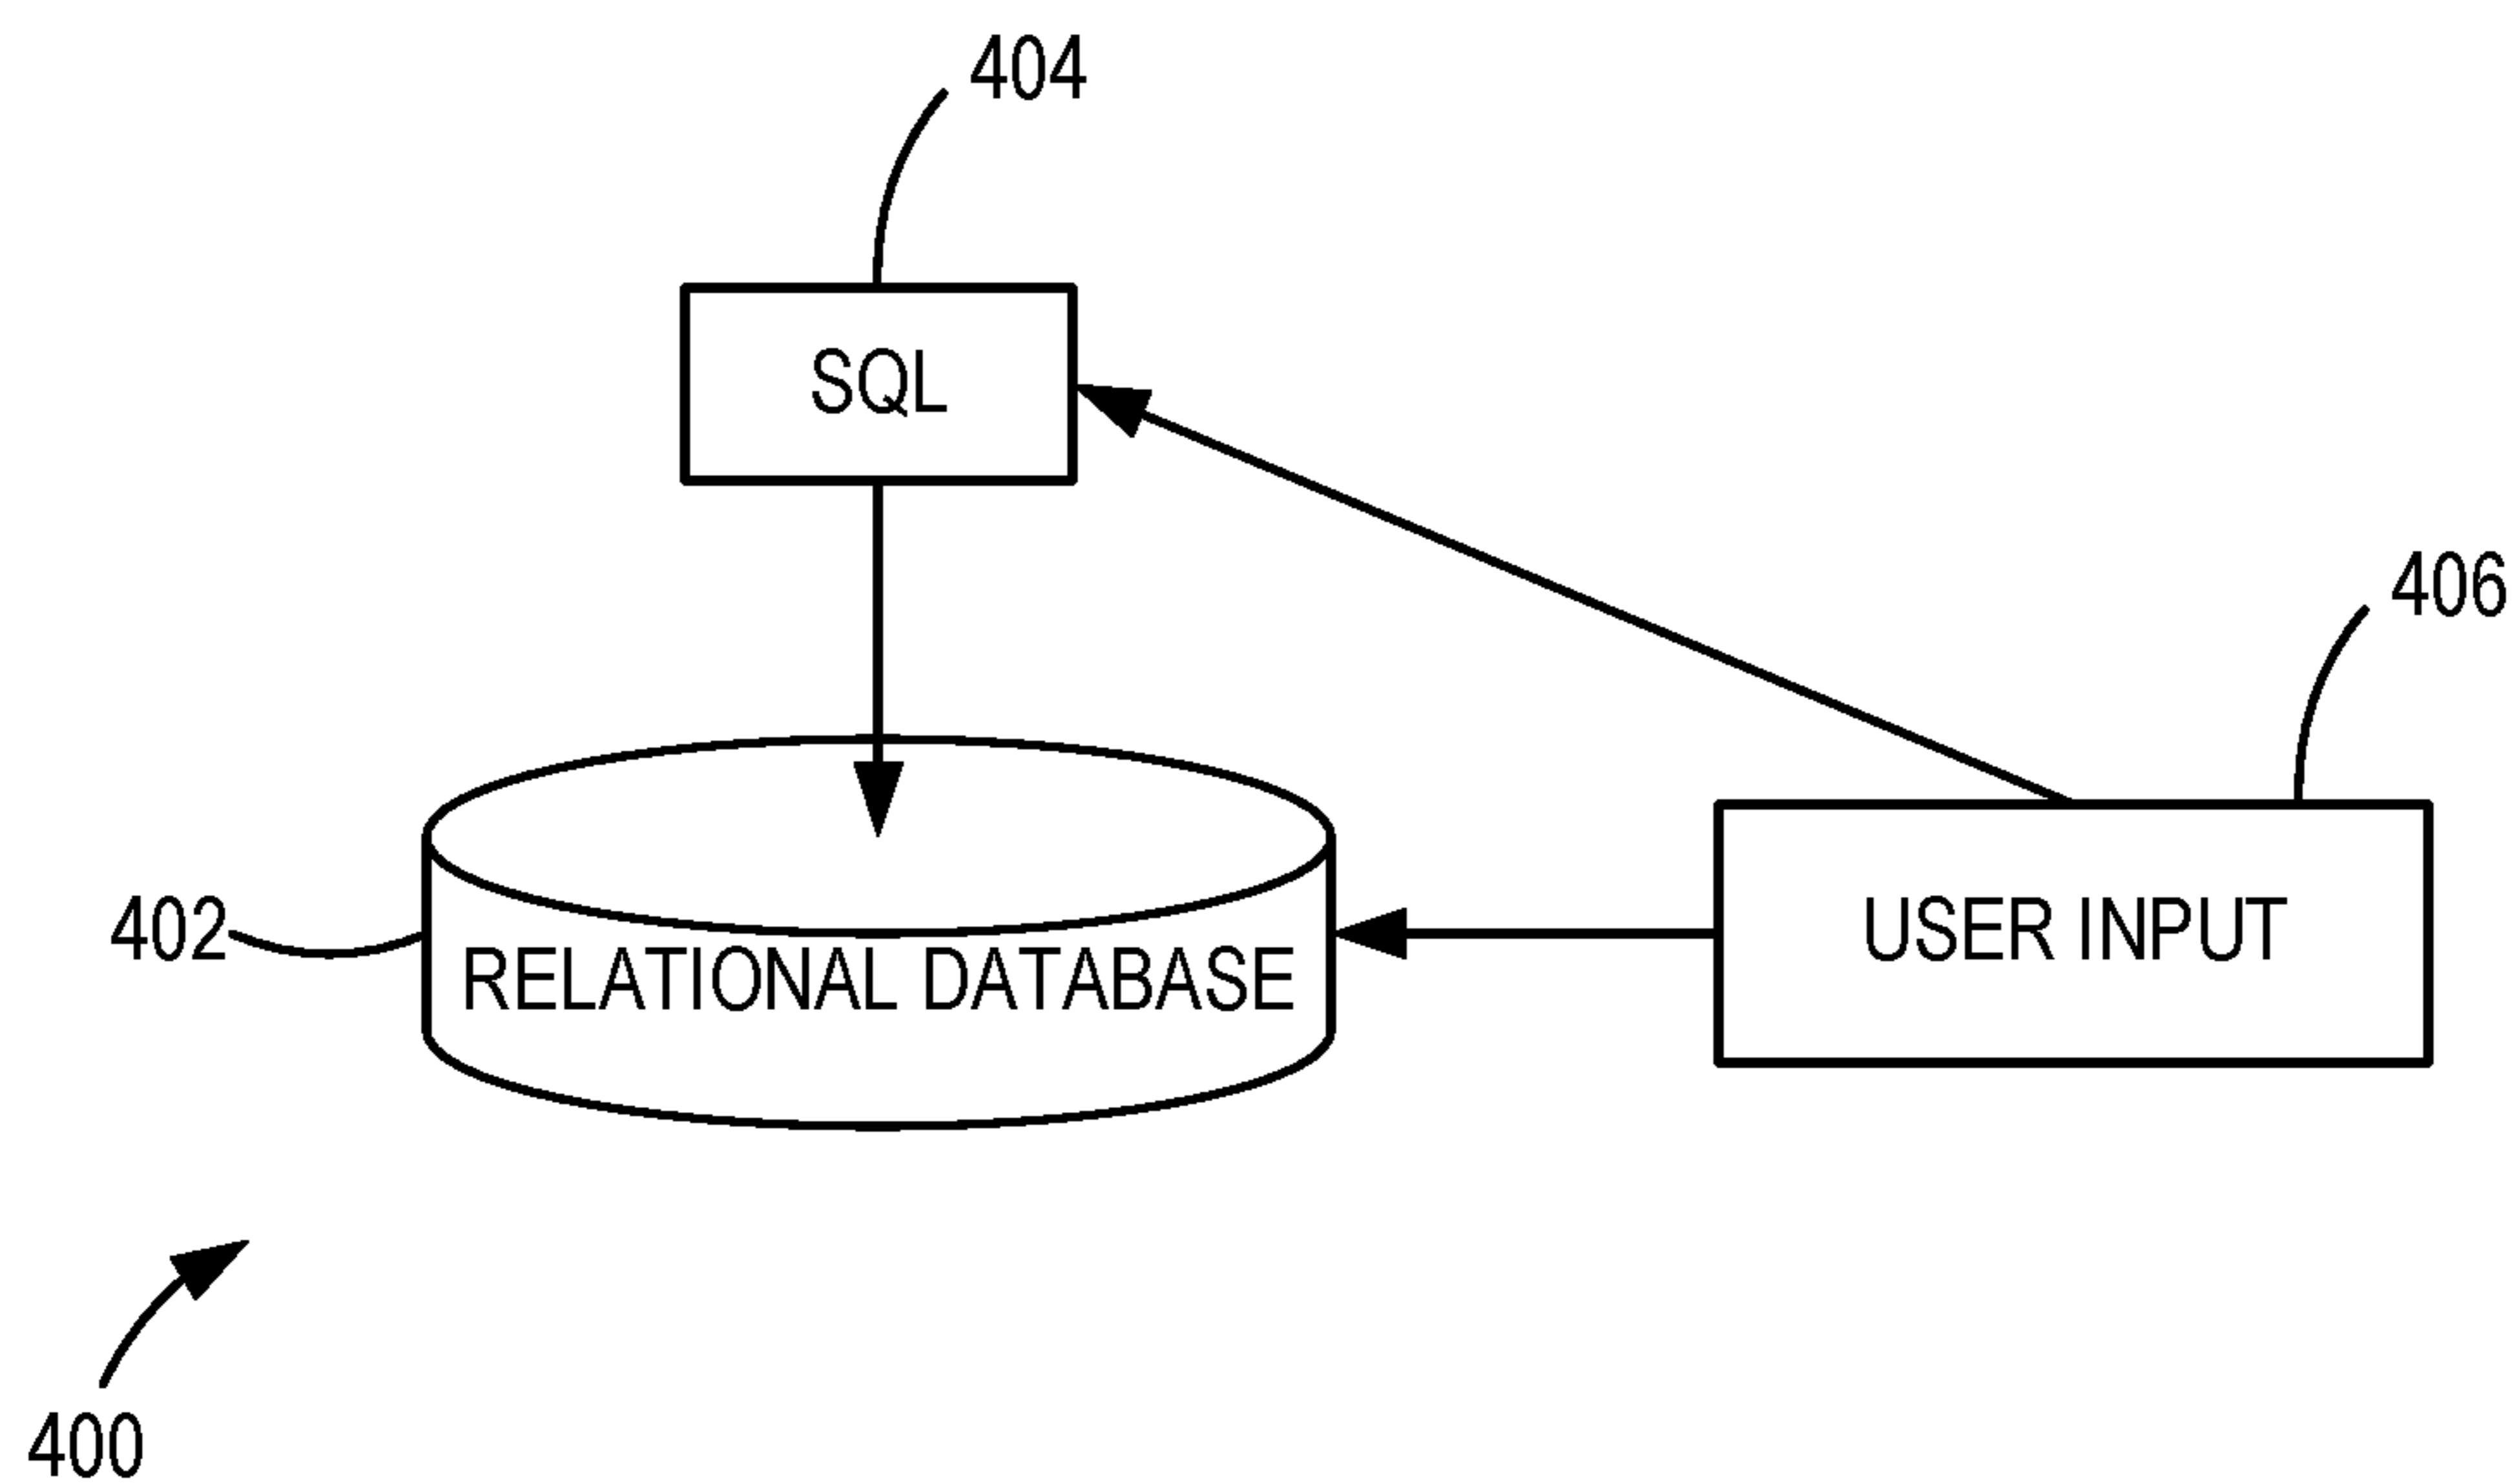 404
SQL
406
402
RELATIONAL DATABASE
USER INPUT
400